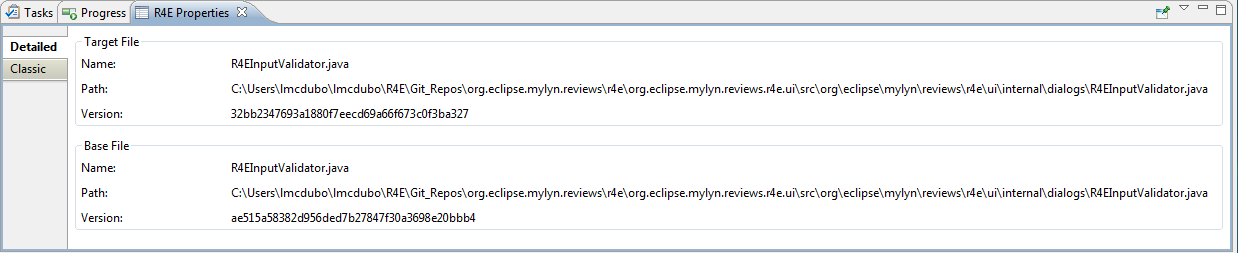 Tasks Progress R4E Properties
Detailed
Classic
Target File
Name: R4EInputValidator.java
Path: C:\Users\lmcdubo\lmcdubo\R4E\Git_Repos\org.eclipse.mylyn.reviews\r4e\org.eclipse.mylyn.reviews.r4e.ui\src\org\eclipse\mylyn\reviews\r4e\ui\internal\dialogs\R4EInputValidator.java
Version: 32bb2347693a1880f7eecd69a66f673c0f3ba327
Base File
Name: R4EInputValidator.java
Path: C:\Users\lmcdubo\lmcdubo\R4E\Git_Repos\org.eclipse.mylyn.reviews\r4e\org.eclipse.mylyn.reviews.r4e.ui\src\org\eclipse\mylyn\reviews\r4e\ui\internal\dialogs\R4EInputValidator.java
Version: ae515a58382d956ded7b27847f30a3698e20bbb4